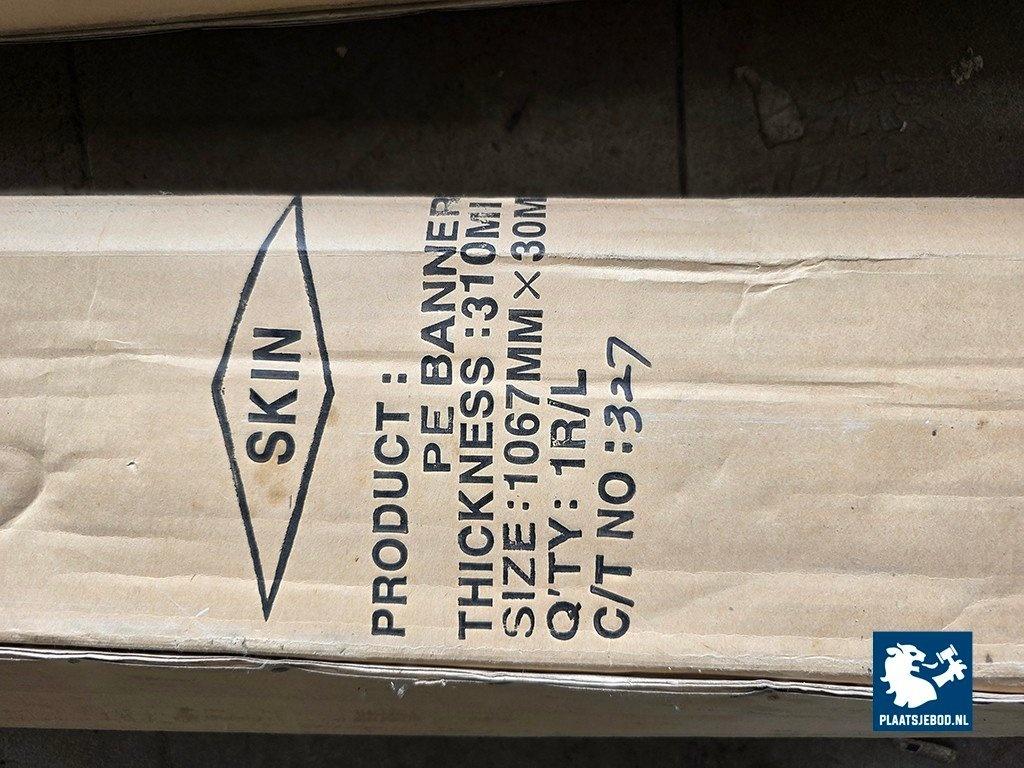 SKIN
PRODUCT :
PE BANNER
THICKNESS :310MI
SIZE:1067MM×30M
Q'TY: 1R/L
C/T NO:327
PLAATSJEBOD.NL